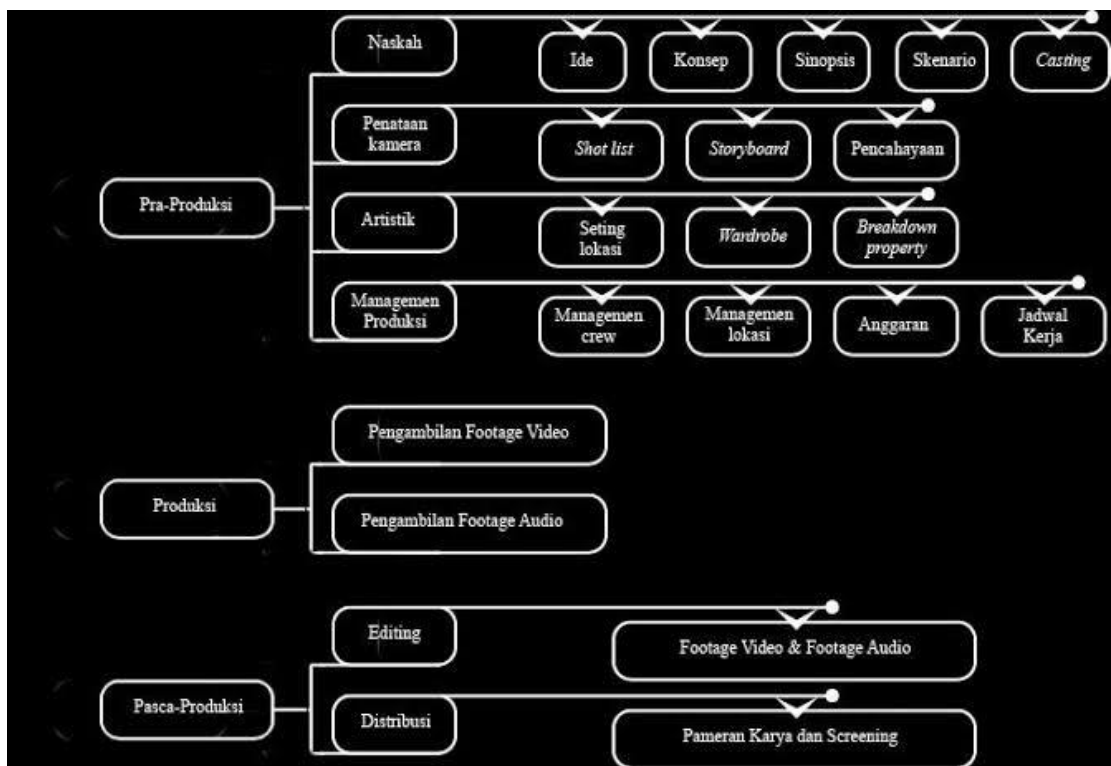 Naskah
Ide
Konsep
Sinopsis
Skenario
Casting
Penataan
kamera
Shot list
Storyboard
Pencahayaan
Pra-Produksi
Artistik
Seting
lokasi
Wardrobe
Breakdown
property
Managemen
Produksi
Managemen
crew
Managemen
lokasi
Anggaran
Jadwal
Kerja
Pengambilan Footage Video
Produksi
Pengambilan Footage Audio
Editing
Footage Video & Footage Audio
Pasca-Produksi
Distribusi
Pameran Karya dan Screening